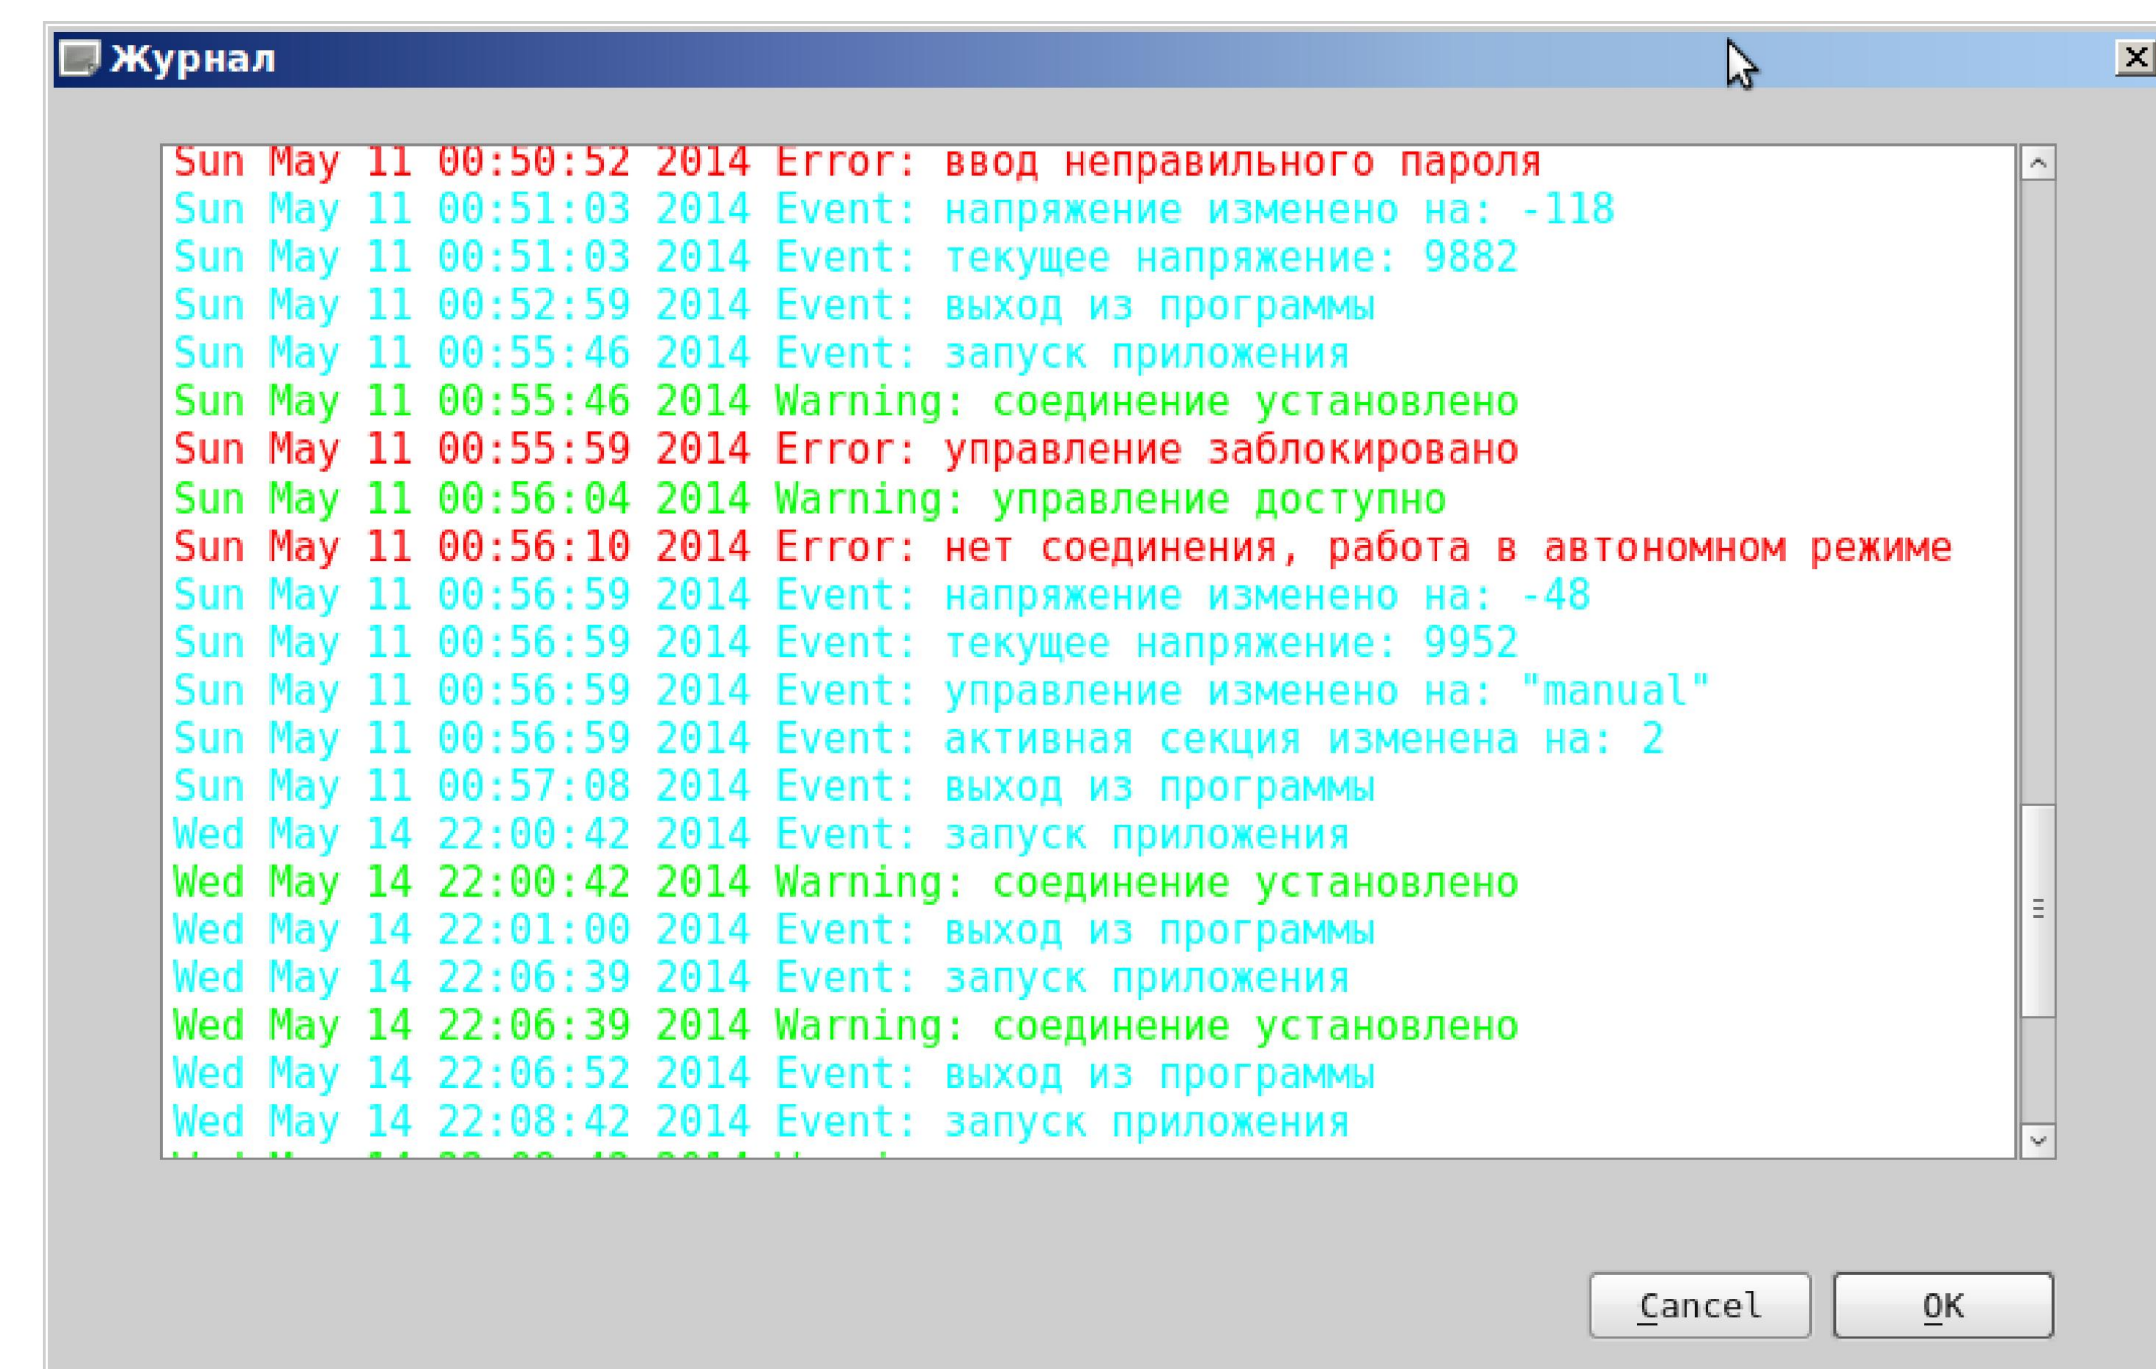 Журнал
Sun May 11 00:50:52 2014 Error: ввод неправильного пароля
Sun May 11 00:51:03 2014 Event: напряжение изменено на: -118
Sun May 11 00:51:03 2014 Event: текущее напряжение: 9882
Sun May 11 00:52:59 2014 Event: выход из программы
Sun May 11 00:55:46 2014 Event: запуск приложения
Sun May 11 00:55:46 2014 Warning: соединение установлено
Sun May 11 00:55:59 2014 Error: управление заблокировано
Sun May 11 00:56:04 2014 Warning: управление доступно
Sun May 11 00:56:10 2014 Error: нет соединения, работа в автономном режиме
Sun May 11 00:56:59 2014 Event: напряжение изменено на: -48
Sun May 11 00:56:59 2014 Event: текущее напряжение: 9952
Sun May 11 00:56:59 2014 Event: управление изменено на: "manual"
Sun May 11 00:56:59 2014 Event: активная секция изменена на: 2
Sun May 11 00:57:08 2014 Event: выход из программы
Wed May 14 22:00:42 2014 Event: запуск приложения
Wed May 14 22:00:42 2014 Warning: соединение установлено
Wed May 14 22:01:00 2014 Event: выход из программы
Wed May 14 22:06:39 2014 Event: запуск приложения
Wed May 14 22:06:39 2014 Warning: соединение установлено
Wed May 14 22:06:52 2014 Event: выход из программы
Wed May 14 22:08:42 2014 Event: запуск приложения
Cancel OK